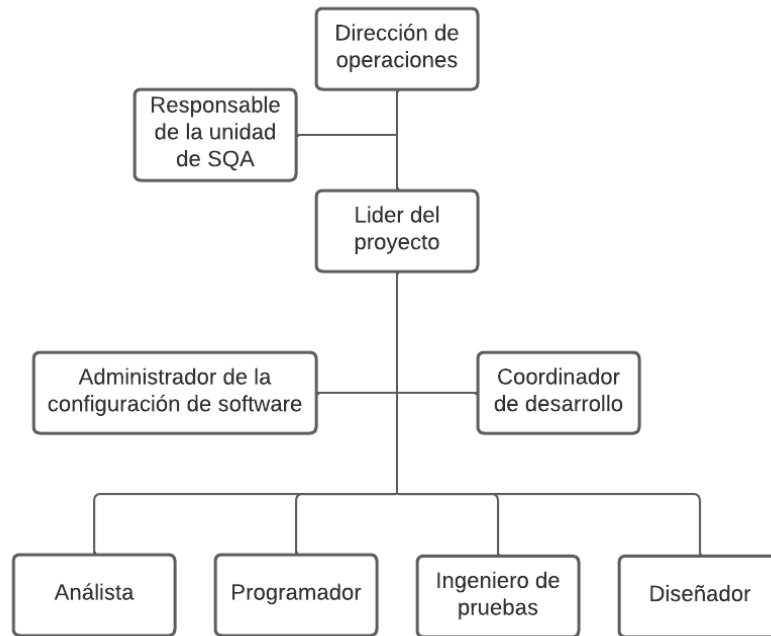 Dirección de
operaciones
Responsable
de la unidad
de SQA
Lider del
proyecto
Administrador de la
configuración de software
Coordinador
de desarrollo
Análista
Programador
Ingeniero de
pruebas
Diseñador